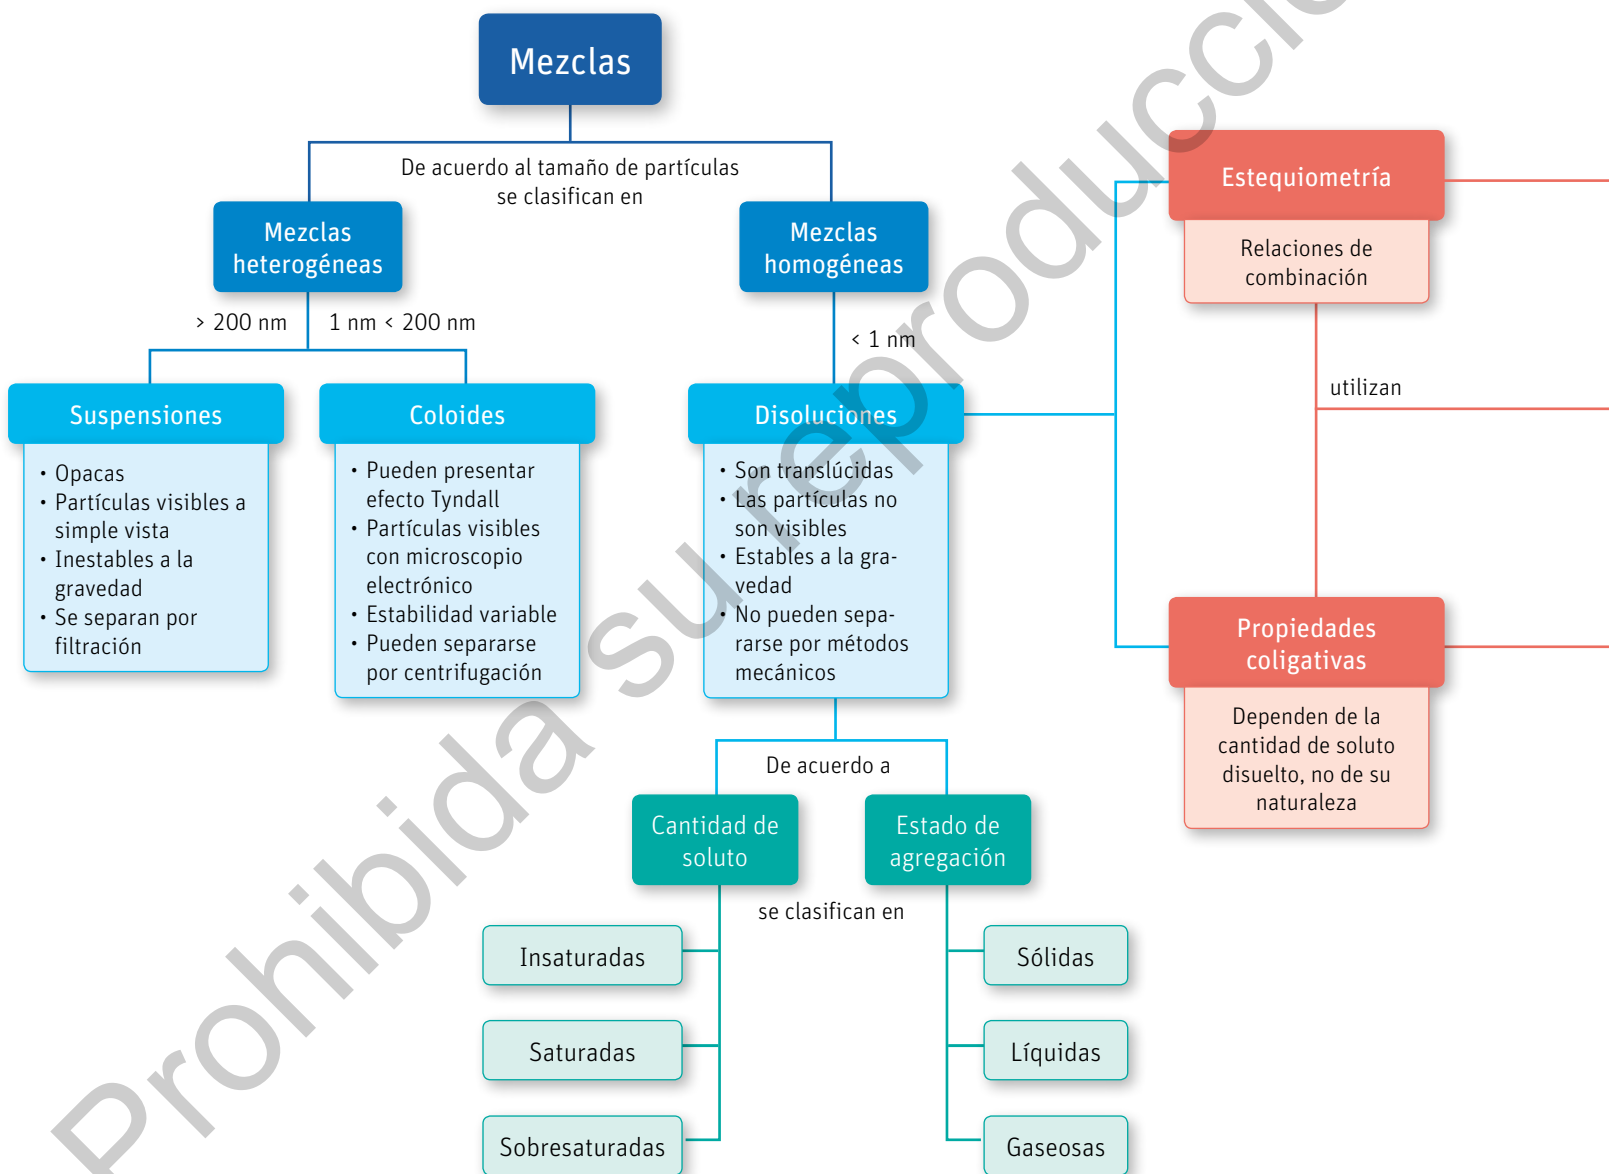 Mezclas
De acuerdo al tamaño de partículas
se clasifican en
Mezclas
heterogéneas
> 200 nm
1 nm < 200 nm
Suspensiones
• Opacas
• Partículas visibles a
simple vista
• Inestables a la
gravedad
• Se separan por
filtración
Coloides
• Pueden presentar
efecto Tyndall
• Partículas visibles
con microscopio
electrónico
• Estabilidad variable
• Pueden separarse
por centrifugación
Mezclas
homogéneas
< 1 nm
Disoluciones
• Son translúcidas
• Las partículas no
son visibles
• Estables a la gra-
vedad
• No pueden sepa-
rarse por métodos
mecánicos
De acuerdo a
Cantidad de
soluto
Estado de
agregación
se clasifican en
Insaturadas
Saturadas
Sobresaturadas
Sólidas
Líquidas
Gaseosas
Estequiometría
Relaciones de
combinación
utilizan
Propiedades
coligativas
Dependen de la
cantidad de soluto
disuelto, no de su
naturaleza
Prohibida su reproducció